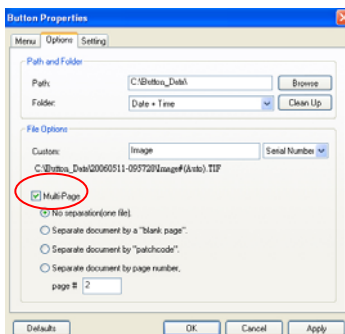 Button Properties
Menu Options Setting
Path and Folder
Path: C:\Button_Data\ Browse
Folder: Date + Time Clean Up
File Options
Custom: Image Serial Number
C:\Button_Data\20060511-095728\Image#(Auto).TIF
Multi-Page
No separation(one file).
Separate document by a "blank page".
Separate document by "patchcode".
Separate document by page number,
page # 2
Defaults OK Cancel Apply